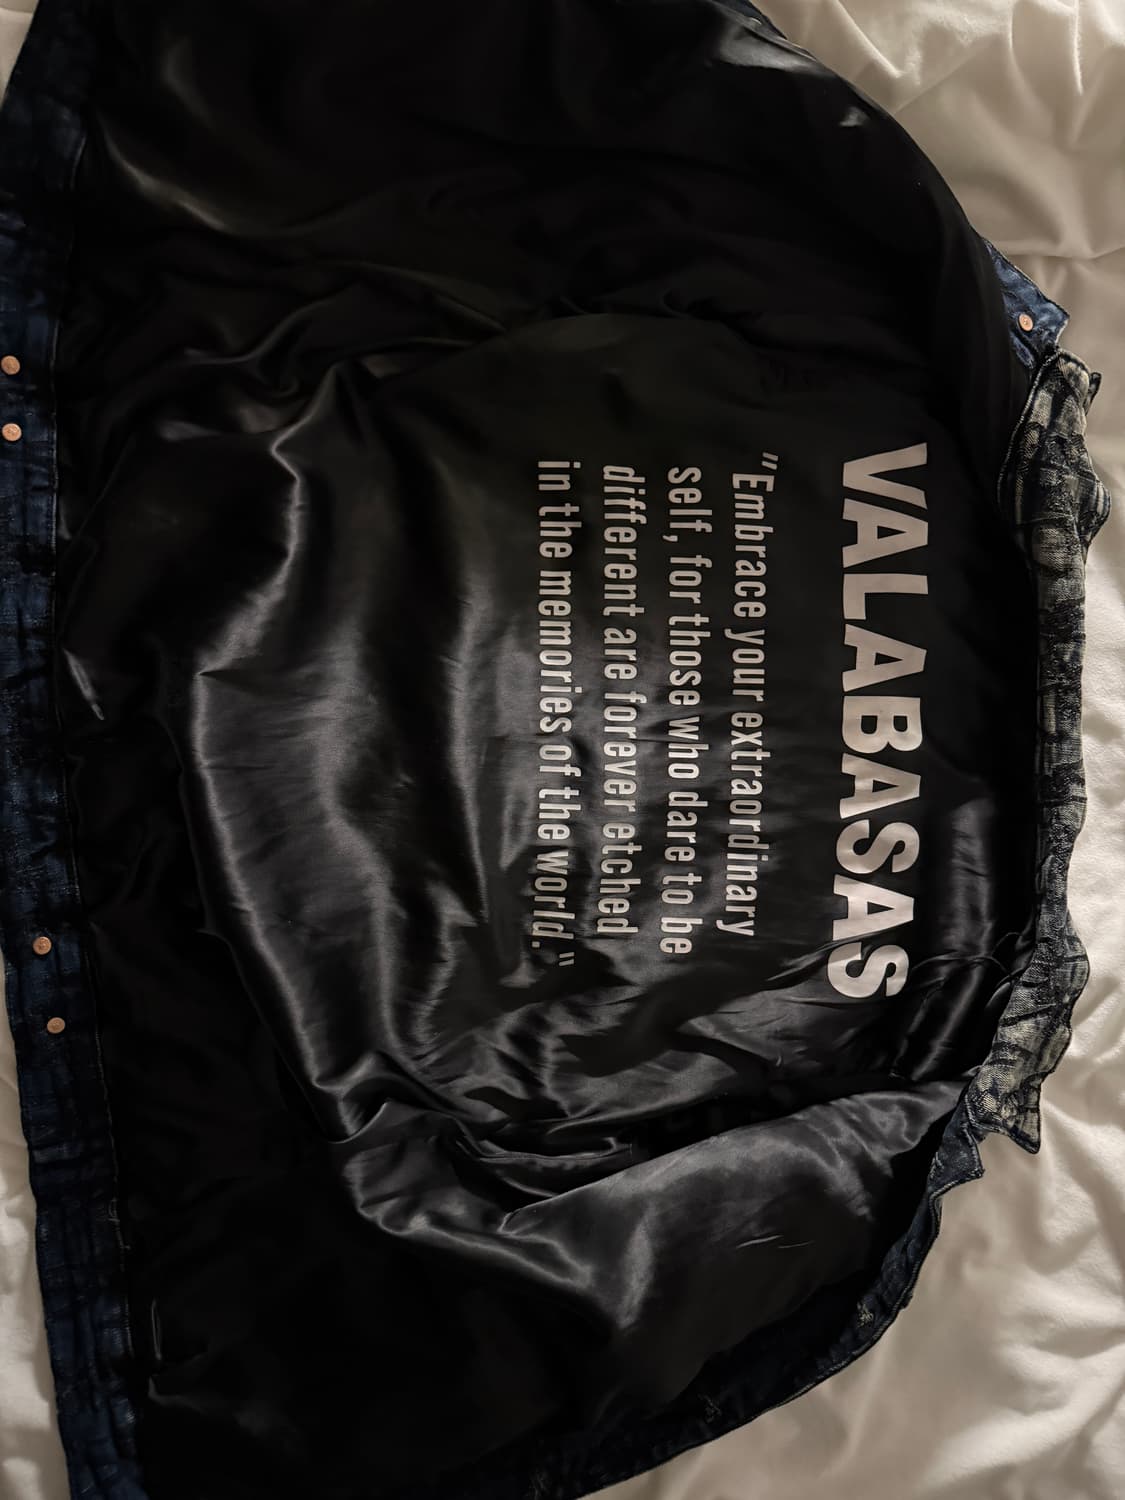 VALABASAS
"Embrace your extraordinary
self, for those who dare to be
different are forever etched
in the memories of the world."